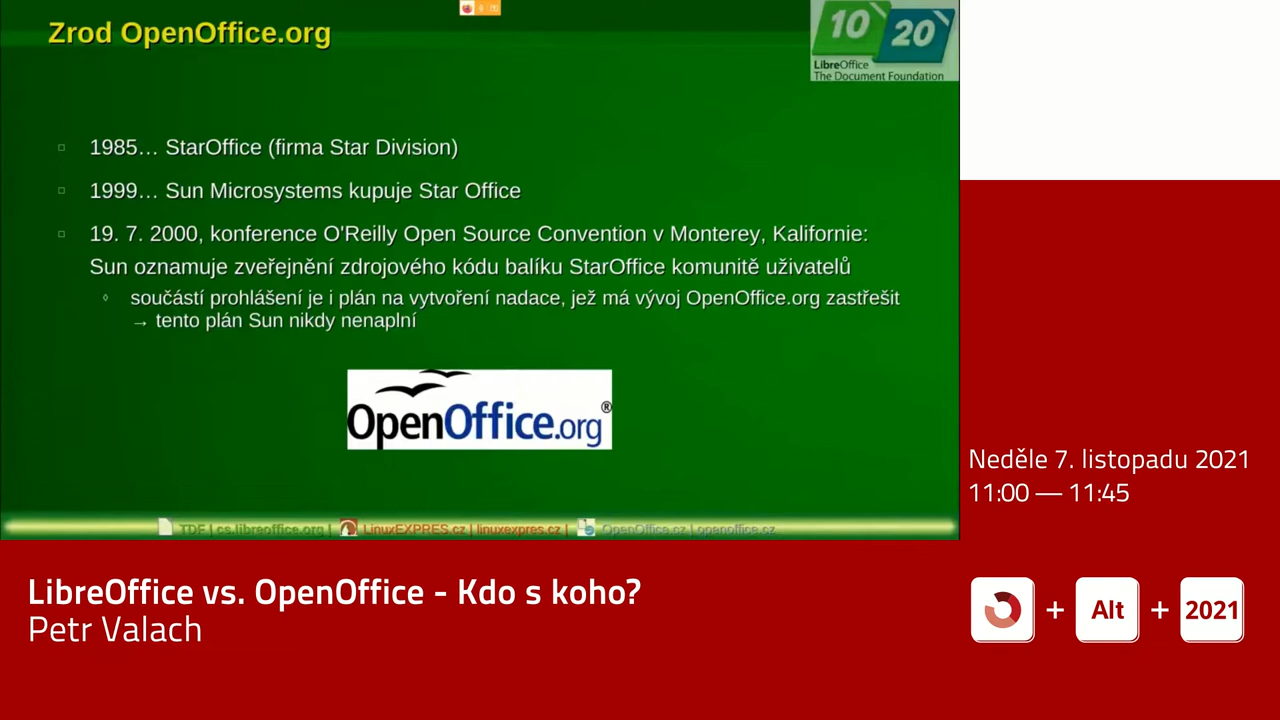 Zrod OpenOffice.org
10 20
LibreOffice
The Document Foundation
1985… StarOffice (firma Star Division)
1999… Sun Microsystems kupuje Star Office
19. 7. 2000, konference O'Reilly Open Source Convention v Monterey, Kalifornie:
Sun oznamuje zveřejnění zdrojového kódu balíku StarOffice komunitě uživatelů
součástí prohlášení je i plán na vytvoření nadace, jež má vývoj OpenOffice.org zastřešit
→ tento plán Sun nikdy nenaplní
OpenOffice.org®
TDF | cs.libreoffice.org | LinuxEXPRES.cz | linuxexpres.cz | OpenOffice.cz | openoffice.cz
Neděle 7. listopadu 2021
11:00 — 11:45
LibreOffice vs. OpenOffice - Kdo s koho?
Petr Valach
+ Alt + 2021